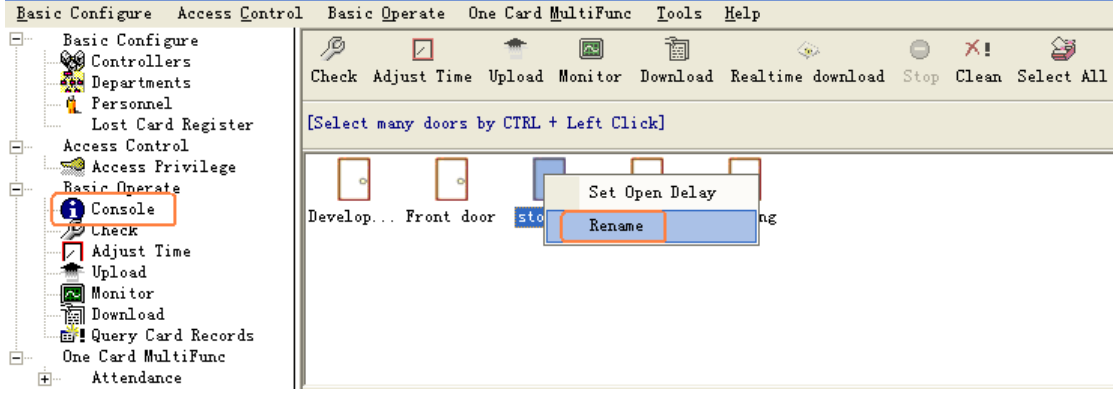 Basic Configure Access Control Basic Operate One Card MultiFunc Tools Help
Basic Configure
Controllers
Departments
Personnel
Lost Card Register
Access Control
Access Privilege
Basic Operate
Console
Check
Adjust Time
Upload
Monitor
Download
Query Card Records
One Card MultiFunc
Attendance
Check Adjust Time Upload Monitor Download Realtime download Stop Clean Select All
[Select many doors by CTRL + Left Click]
Develop... Front door sto ng
Set Open Delay
Rename